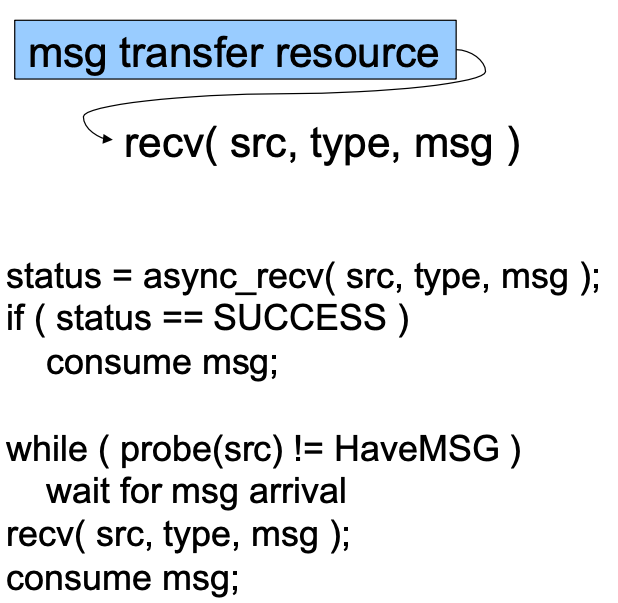 msg transfer resource
recv( src, type, msg )
status = async_recv( src, type, msg );
if ( status == SUCCESS )
consume msg;
while ( probe(src) != HaveMSG )
wait for msg arrival
recv( src, type, msg );
consume msg;